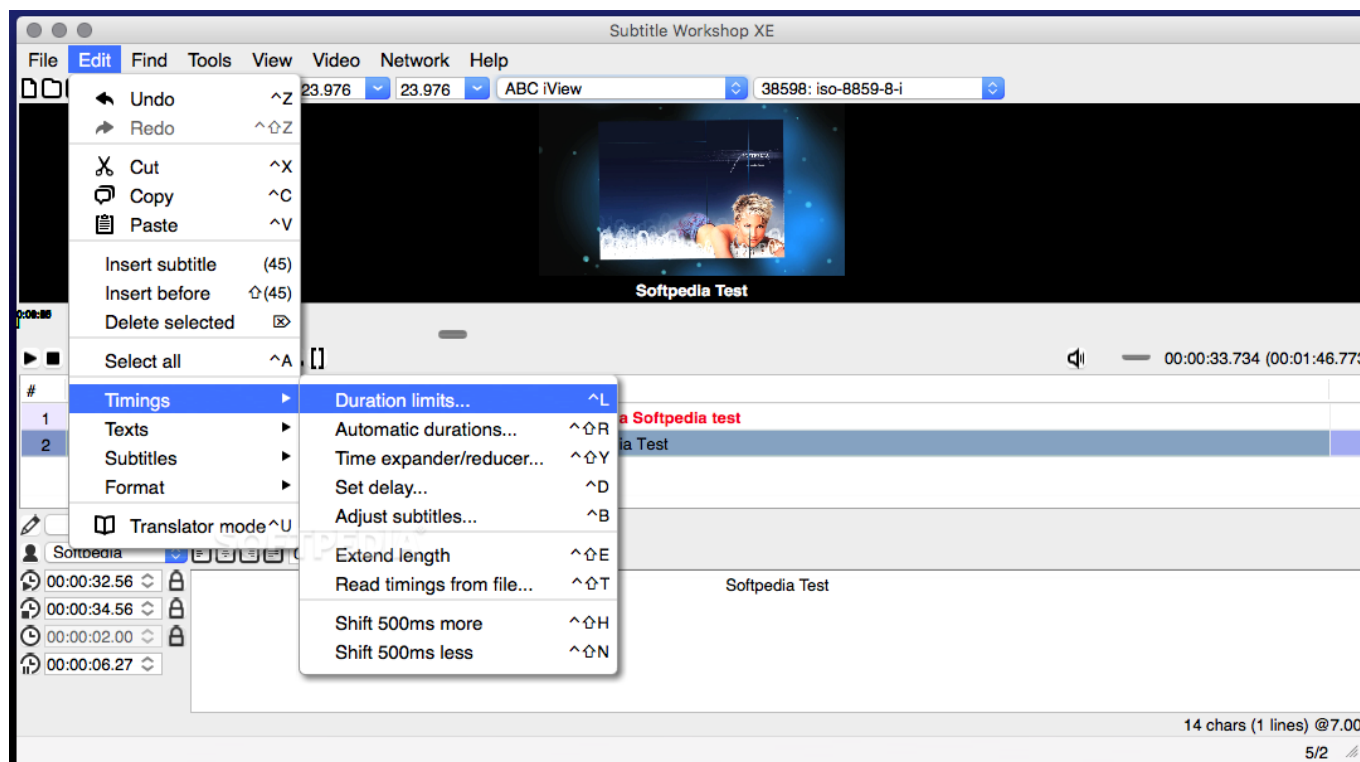 Subtitle Workshop XE
File Edit Find Tools View Video Network Help
23.976 23.976 ABC iView 38598: iso-8859-8-i
Undo ^Z
Redo ^⇧Z
Cut ^X
Copy ^C
Paste ^V
Insert subtitle (45)
Insert before ⇧(45)
Delete selected ⌦
Select all ^A
Timings
Texts
Subtitles
Format
Translator mode ^U
Duration limits... ^L
Automatic durations... ^⇧R
Time expander/reducer... ^⇧Y
Set delay... ^D
Adjust subtitles... ^B
Extend length ^⇧E
Read timings from file... ^⇧T
Shift 500ms more ^⇧H
Shift 500ms less ^⇧N
Softpedia Test
[]
00:00:33.734 (00:01:46.773
#
1 a Softpedia test
2 ia Test
SOFTPEDIA
Softpedia
00:00:32.56
00:00:34.56
00:00:02.00
00:00:06.27
Softpedia Test
14 chars (1 lines) @7.00
5/2